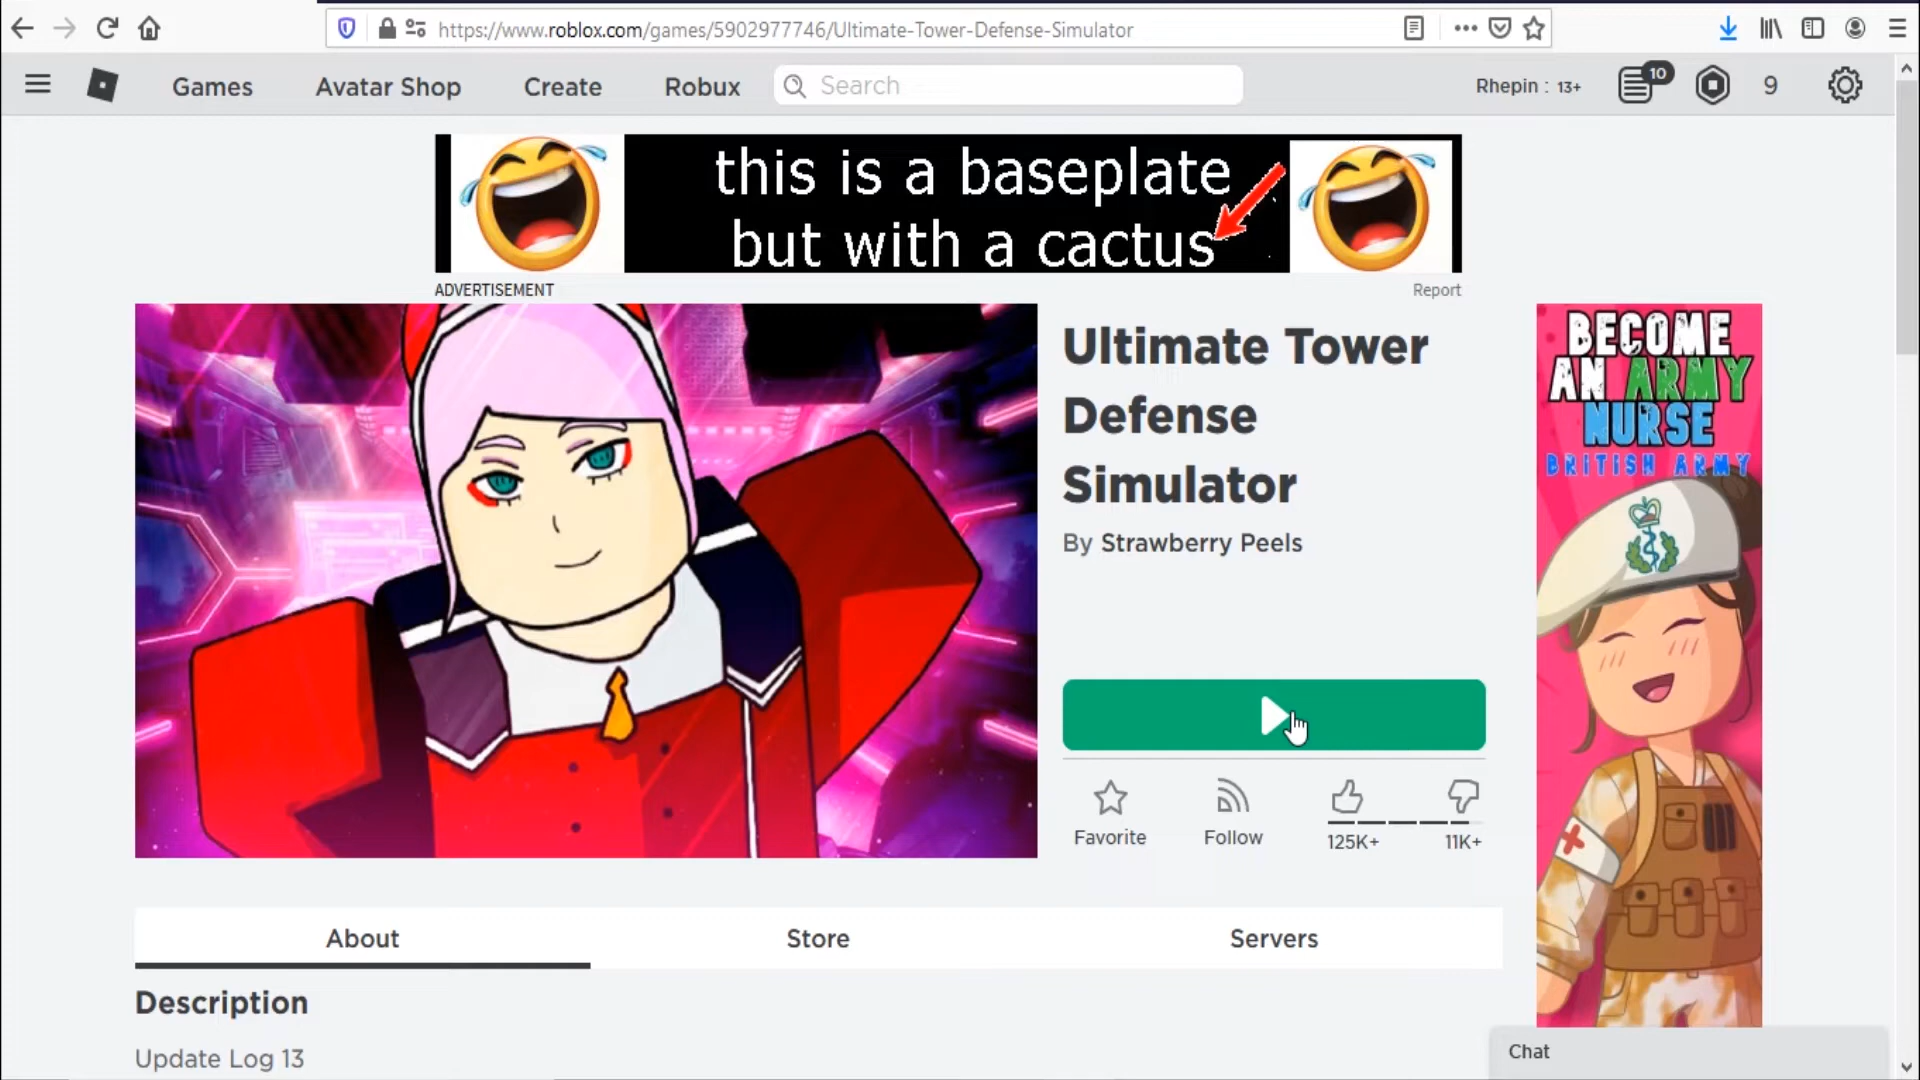 https://www.roblox.com/games/5902977746/Ultimate-Tower-Defense-Simulator
Games
Avatar Shop
Create
Robux
Search
Rhepin : 13+
10
9
this is a baseplate
but with a cactus
ADVERTISEMENT
Report
Ultimate Tower
Defense
Simulator
By Strawberry Peels
BECOME
AN ARMY
NURSE
BRITISH ARMY
Favorite
Follow
125K+
11K+
About
Store
Servers
Description
Update Log 13
Chat